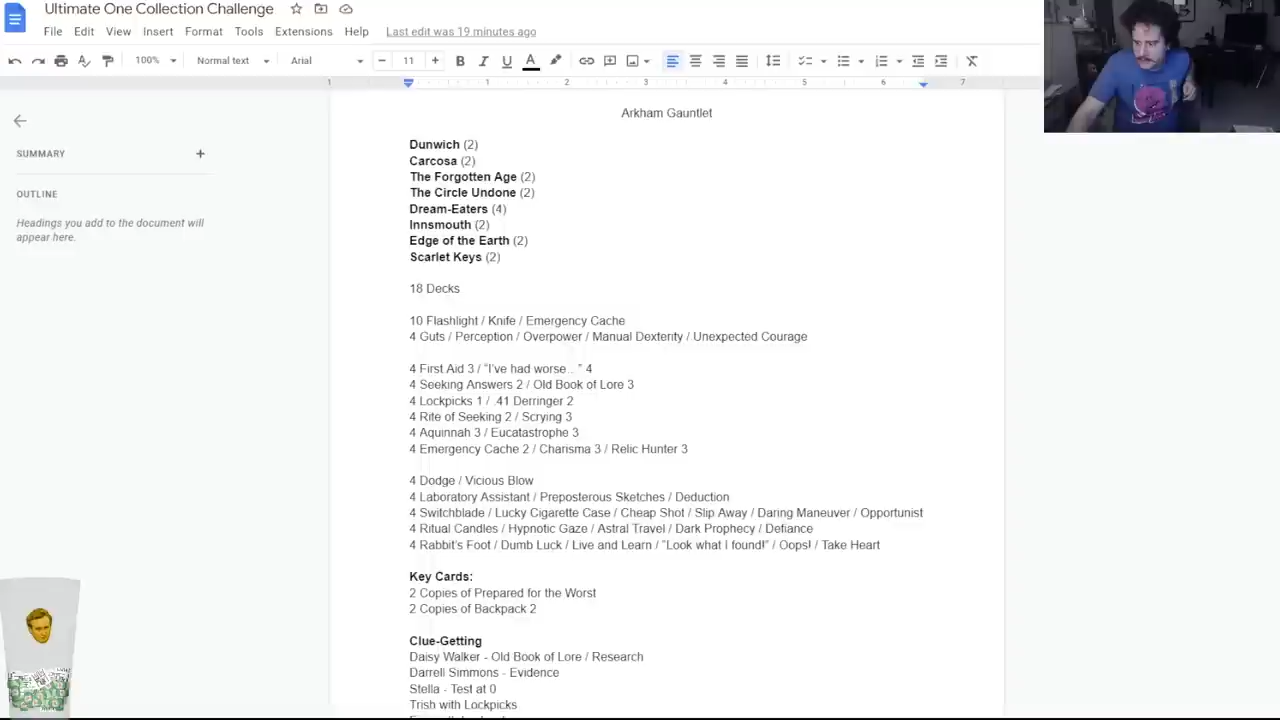 Ultimate One Collection Challenge
File Edit View Insert Format Tools Extensions Help Last edit was 19 minutes ago
100% Normal text Arial 11
1 1 2 3 4 5 6 7
Arkham Gauntlet
SUMMARY
OUTLINE
Headings you add to the document will
appear here.
Dunwich (2)
Carcosa (2)
The Forgotten Age (2)
The Circle Undone (2)
Dream-Eaters (4)
Innsmouth (2)
Edge of the Earth (2)
Scarlet Keys (2)
18 Decks
10 Flashlight / Knife / Emergency Cache
4 Guts / Perception / Overpower / Manual Dexterity / Unexpected Courage
4 First Aid 3 / “I’ve had worse…” 4
4 Seeking Answers 2 / Old Book of Lore 3
4 Lockpicks 1 / .41 Derringer 2
4 Rite of Seeking 2 / Scrying 3
4 Aquinnah 3 / Eucatastrophe 3
4 Emergency Cache 2 / Charisma 3 / Relic Hunter 3
4 Dodge / Vicious Blow
4 Laboratory Assistant / Preposterous Sketches / Deduction
4 Switchblade / Lucky Cigarette Case / Cheap Shot / Slip Away / Daring Maneuver / Opportunist
4 Ritual Candles / Hypnotic Gaze / Astral Travel / Dark Prophecy / Defiance
4 Rabbit’s Foot / Dumb Luck / Live and Learn / “Look what I found!” / Oops! / Take Heart
Key Cards:
2 Copies of Prepared for the Worst
2 Copies of Backpack 2
Clue-Getting
Daisy Walker - Old Book of Lore / Research
Darrell Simmons - Evidence
Stella - Test at 0
Trish with Lockpicks